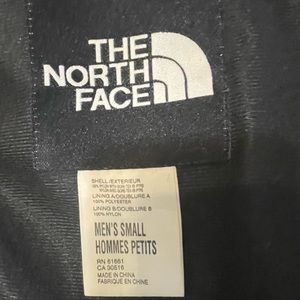 THE
NORTH
FACE
SHELL/EXTERIEUR
LINING A/DOUBLURE A
100% POLYESTER
LINING B/DOUBLURE B
100% NYLON
MEN'S SMALL
HOMMES PETITS
RN 61661
CA 30516
MADE IN CHINA
FABRIQUE EN CHINE